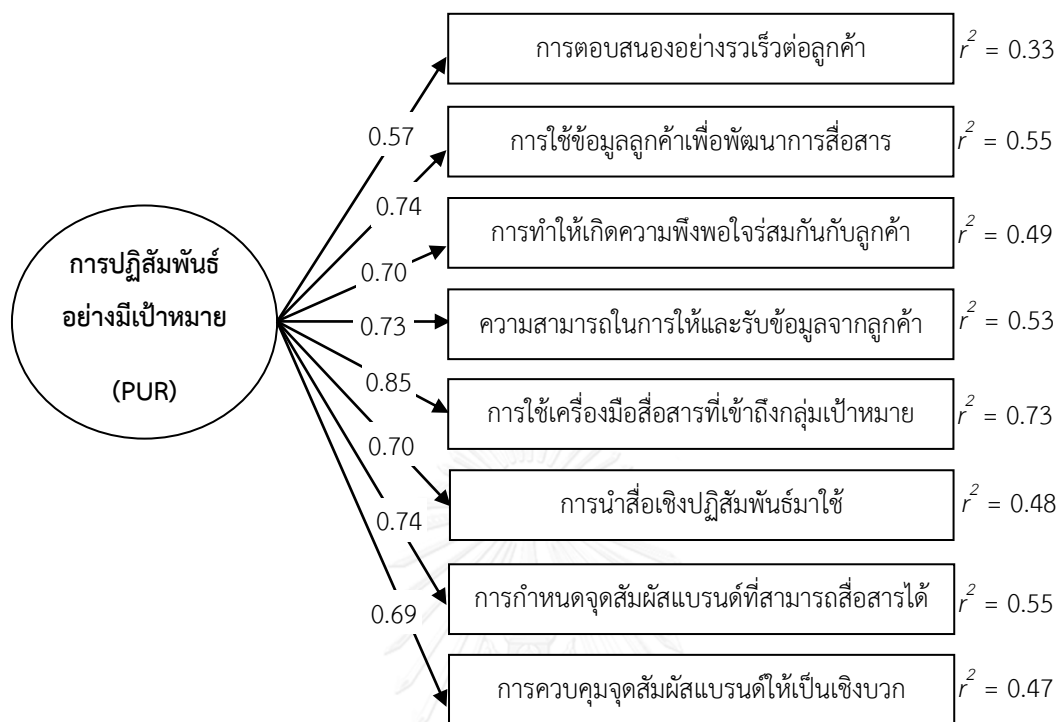 การตอบสนองอย่างรวเร็วต่อลูกค้า r² = 0.33
0.57
การใช้ข้อมูลลูกค้าเพื่อพัฒนาการสื่อสาร r² = 0.55
0.74
การทำให้เกิดความพึงพอใจร่สมกันกับลูกค้า r² = 0.49
0.70
การปฏิสัมพันธ์
อย่างมีเป้าหมาย
(PUR)
ความสามารถในการให้และรับข้อมูลจากลูกค้า r² = 0.53
0.73
การใช้เครื่องมือสื่อสารที่เข้าถึงกลุ่มเป้าหมาย r² = 0.73
0.85
การนำสื่อเชิงปฏิสัมพันธ์มาใช้ r² = 0.48
0.70
การกำหนดจุดสัมผัสแบรนด์ที่สามารถสื่อสารได้ r² = 0.55
0.74
การควบคุมจุดสัมผัสแบรนด์ให้เป็นเชิงบวก r² = 0.47
0.69